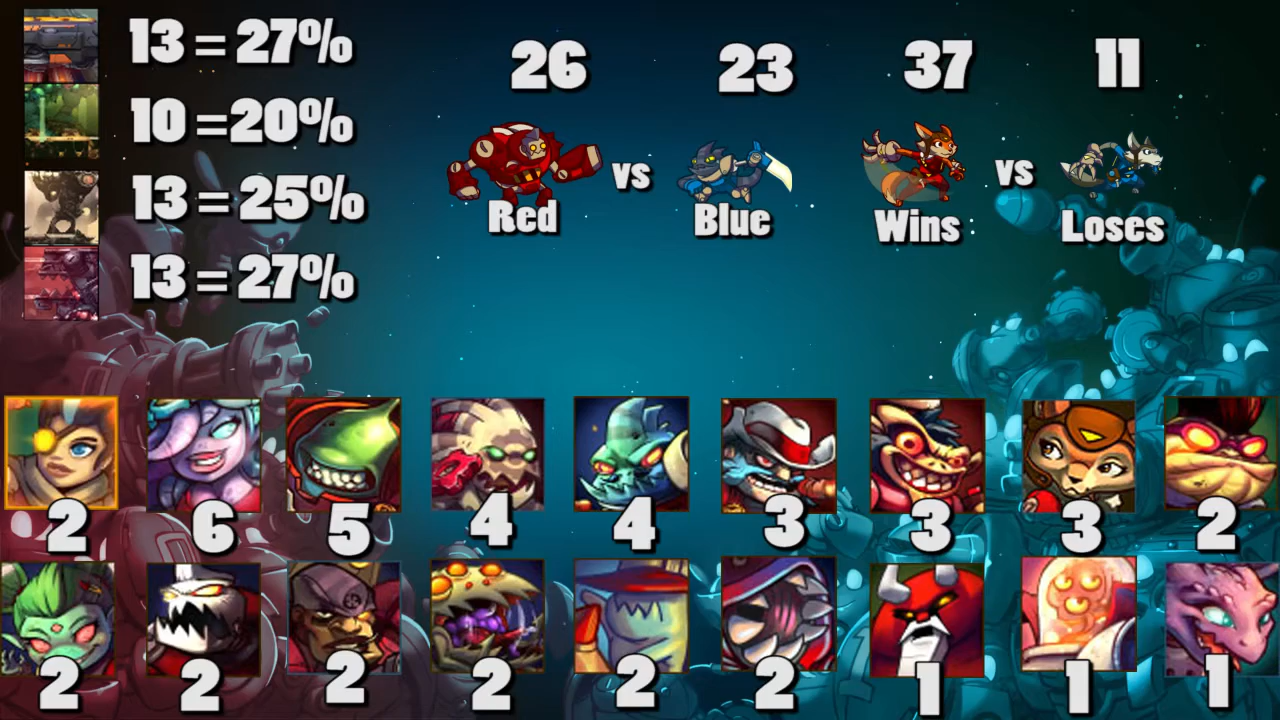 13 = 27%
10 =20%
13 = 25%
13 = 27%
26 23 37 11
vs vs
Red Blue Wins Loses
2 6 5 4 4 3 3 3 2
2 2 2 2 2 2 1 1 1